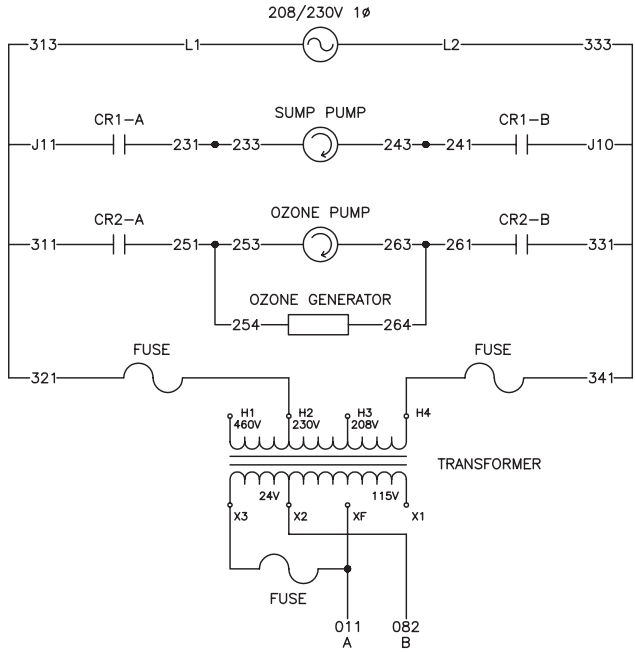 208/230V 1ø
313 L1 L2 333
SUMP PUMP
CR1-A CR1-B
J11 231 233 243 241 J10
OZONE PUMP
CR2-A CR2-B
311 251 253 263 261 331
OZONE GENERATOR
254 264
FUSE FUSE
321 341
H1 H2 H3 H4
460V 230V 208V
TRANSFORMER
24V 115V
X3 X2 XF X1
FUSE
011 082
A B